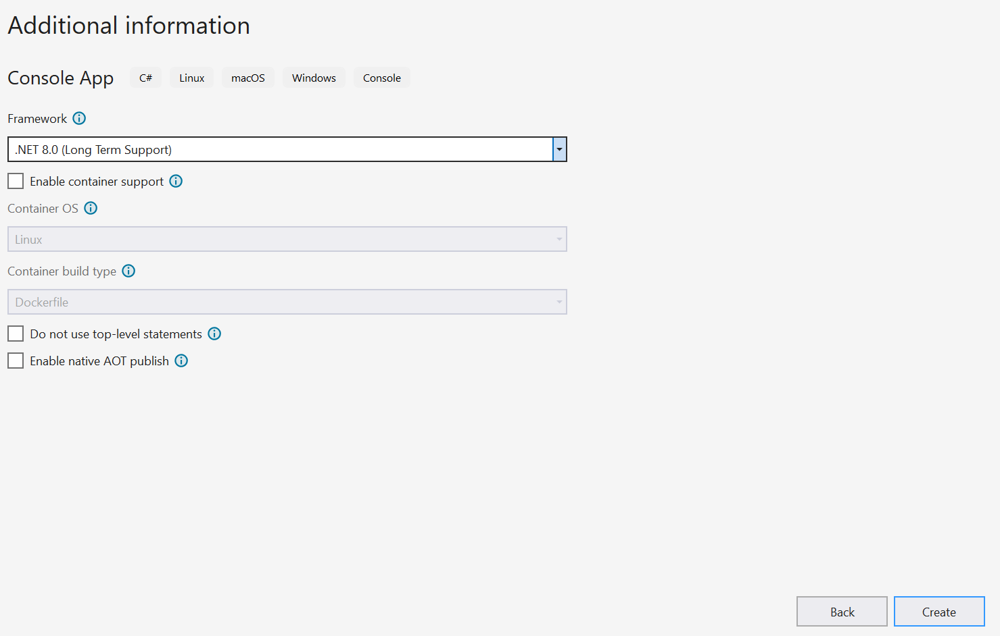 Additional information
Console App C# Linux macOS Windows Console
Framework
.NET 8.0 (Long Term Support)
Enable container support
Container OS
Linux
Container build type
Dockerfile
Do not use top-level statements
Enable native AOT publish
Back Create